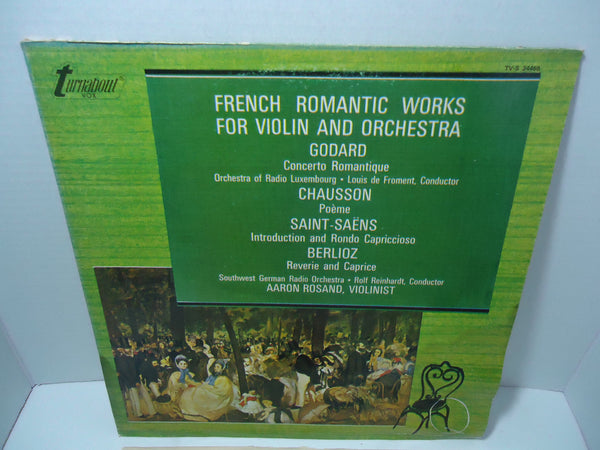 turnabout
VOX
TV-S 34466
FRENCH ROMANTIC WORKS
FOR VIOLIN AND ORCHESTRA
GODARD
Concerto Romantique
Orchestra of Radio Luxembourg • Louis de Froment, Conductor
CHAUSSON
Poème
SAINT-SAËNS
Introduction and Rondo Capriccioso
BERLIOZ
Reverie and Caprice
Southwest German Radio Orchestra • Rolf Reinhardt, Conductor
AARON ROSAND, VIOLINIST